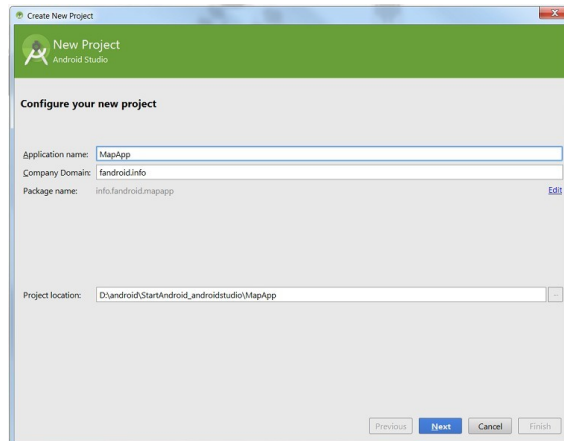 Create New Project
New Project
Android Studio
Configure your new project
Application name: MapApp
Company Domain: fandroid.info
Package name: info.fandroid.mapapp Edit
Project location: D:\android\StartAndroid_androidstudio\MapApp ...
Previous Next Cancel Finish